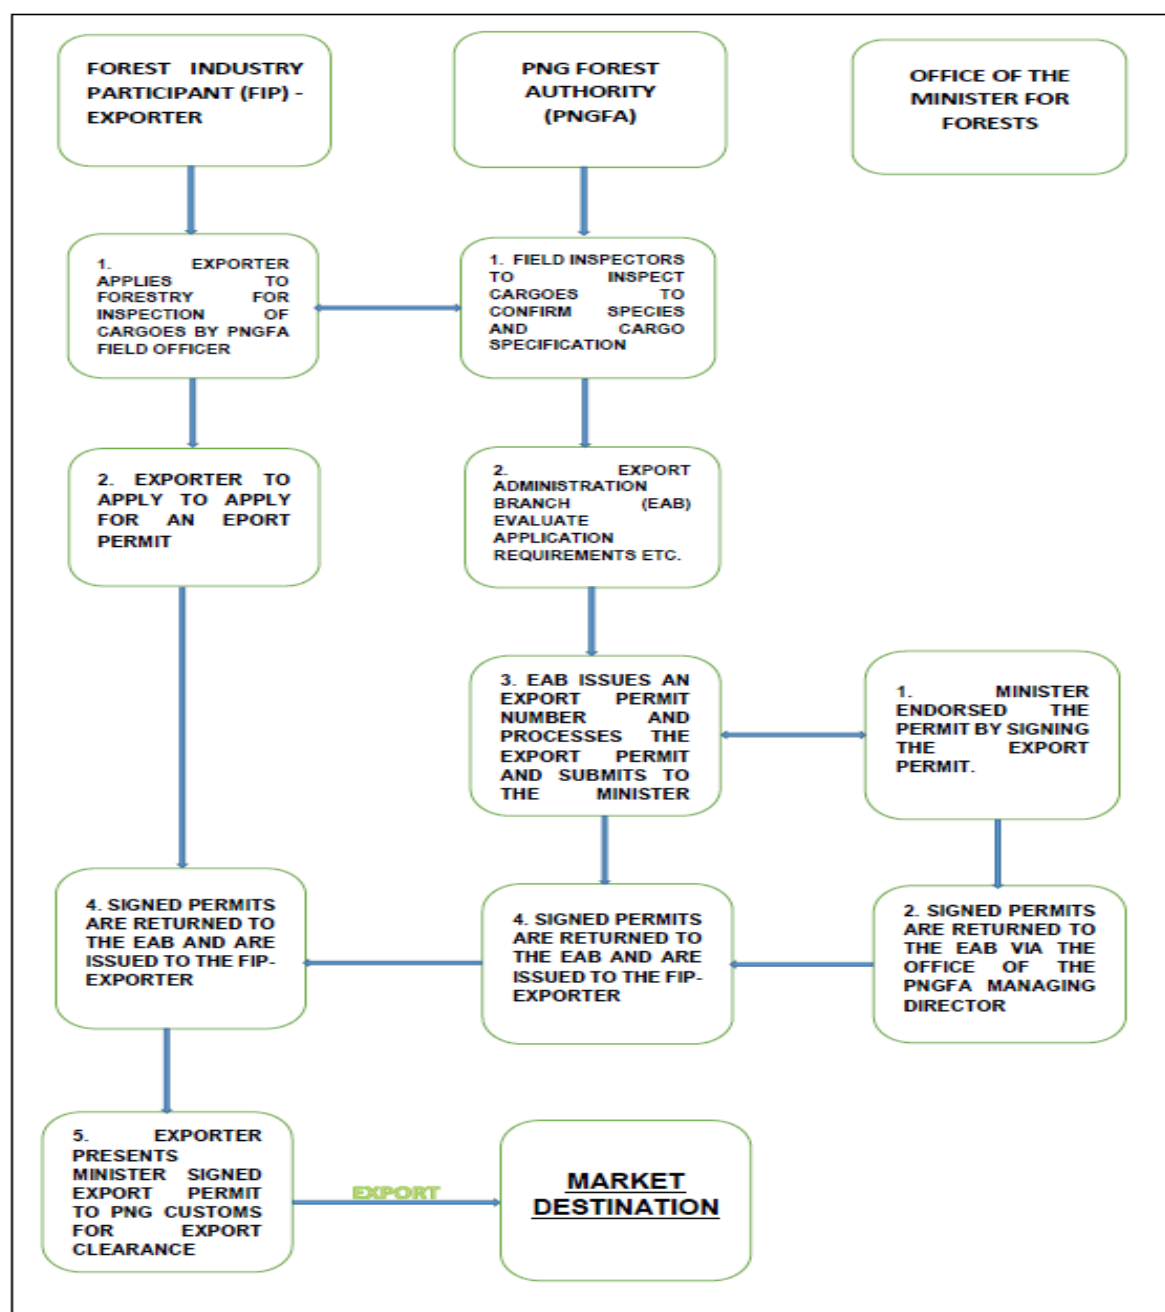 FOREST INDUSTRY
PARTICIPANT (FIP) -
EXPORTER
PNG FOREST
AUTHORITY
(PNGFA)
OFFICE OF THE
MINISTER FOR
FORESTS
1. EXPORTER
APPLIES TO
FORESTRY FOR
INSPECTION OF
CARGOES BY PNGFA
FIELD OFFICER
1. FIELD INSPECTORS
TO INSPECT
CARGOES TO
CONFIRM SPECIES
AND CARGO
SPECIFICATION
2. EXPORTER TO
APPLY TO APPLY
FOR AN EPORT
PERMIT
2. EXPORT
ADMINISTRATION
BRANCH (EAB)
EVALUATE
APPLICATION
REQUIREMENTS ETC.
3. EAB ISSUES AN
EXPORT PERMIT
NUMBER AND
PROCESSES THE
EXPORT PERMIT
AND SUBMITS TO
THE MINISTER
1. MINISTER
ENDORSED THE
PERMIT BY SIGNING
THE EXPORT
PERMIT.
4. SIGNED PERMITS
ARE RETURNED TO
THE EAB AND ARE
ISSUED TO THE FIP-
EXPORTER
4. SIGNED PERMITS
ARE RETURNED TO
THE EAB AND ARE
ISSUED TO THE FIP-
EXPORTER
2. SIGNED PERMITS
ARE RETURNED TO
THE EAB VIA THE
OFFICE OF THE
PNGFA MANAGING
DIRECTOR
5. EXPORTER
PRESENTS
MINISTER SIGNED
EXPORT PERMIT
TO PNG CUSTOMS
FOR EXPORT
CLEARANCE
EXPORT
MARKET
DESTINATION